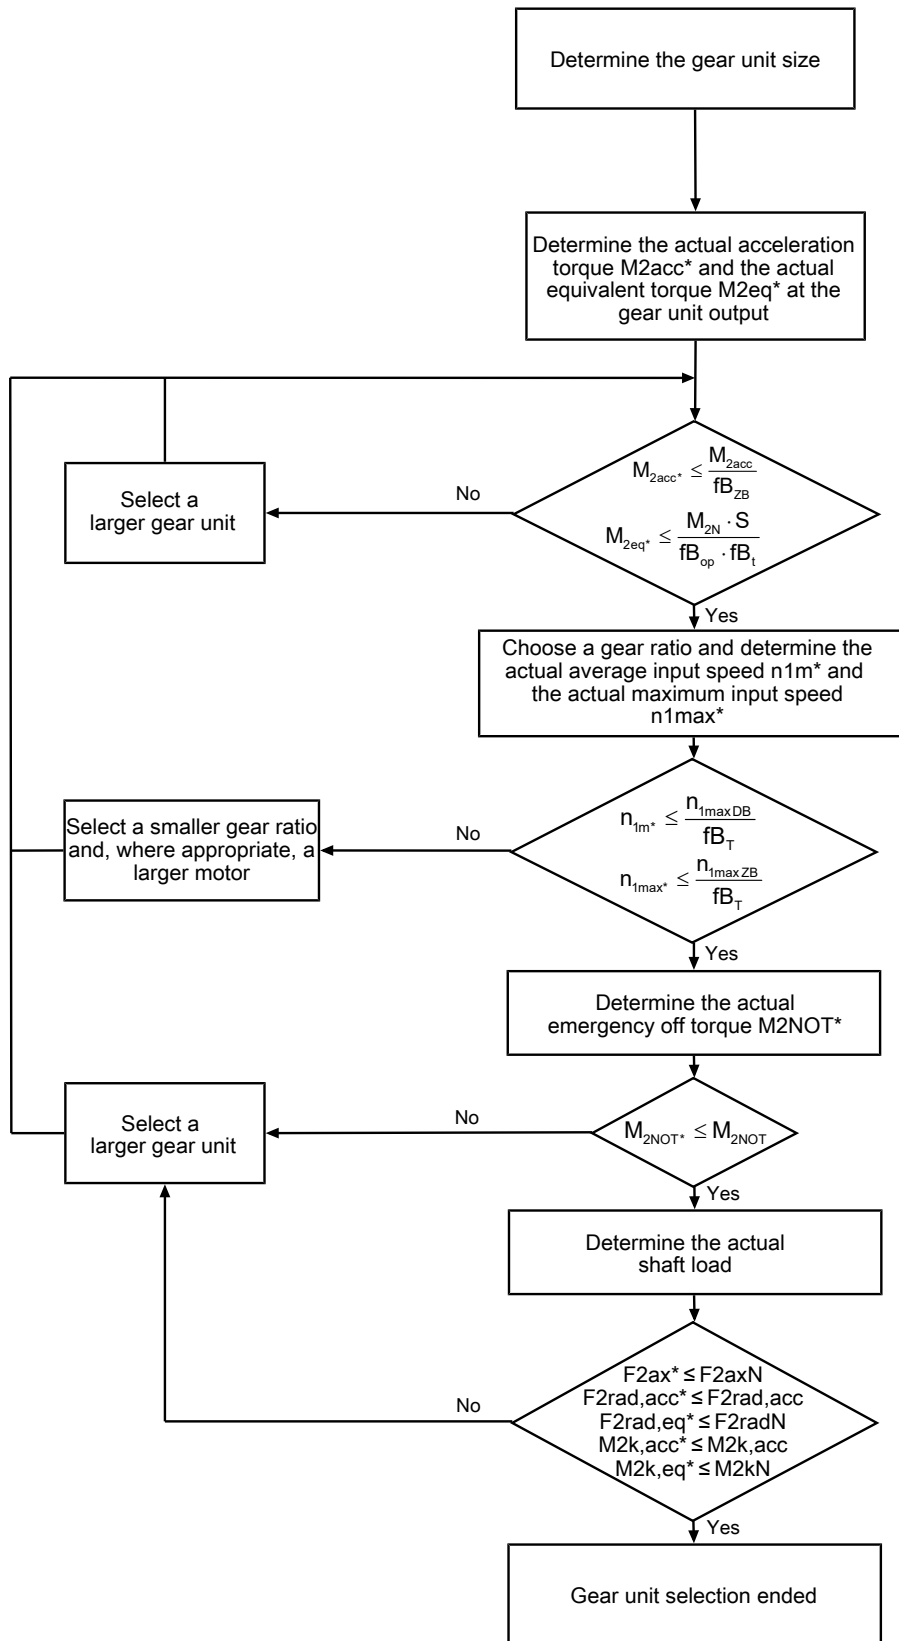 Determine the gear unit size
Determine the actual acceleration
torque M2acc* and the actual
equivalent torque M2eq* at the
gear unit output
Select a
larger gear unit
No
M2acc* ≤ M2acc / fBZB
M2eq* ≤ M2N · S / fBop · fBt
Yes
Choose a gear ratio and determine the
actual average input speed n1m* and
the actual maximum input speed
n1max*
Select a smaller gear ratio
and, where appropriate, a
larger motor
No
n1m* ≤ n1maxDB / fBT
n1max* ≤ n1maxZB / fBT
Yes
Determine the actual
emergency off torque M2NOT*
Select a
larger gear unit
No
M2NOT* ≤ M2NOT
Yes
Determine the actual
shaft load
No
F2ax* ≤ F2axN
F2rad,acc* ≤ F2rad,acc
F2rad,eq* ≤ F2radN
M2k,acc* ≤ M2k,acc
M2k,eq* ≤ M2kN
Yes
Gear unit selection ended